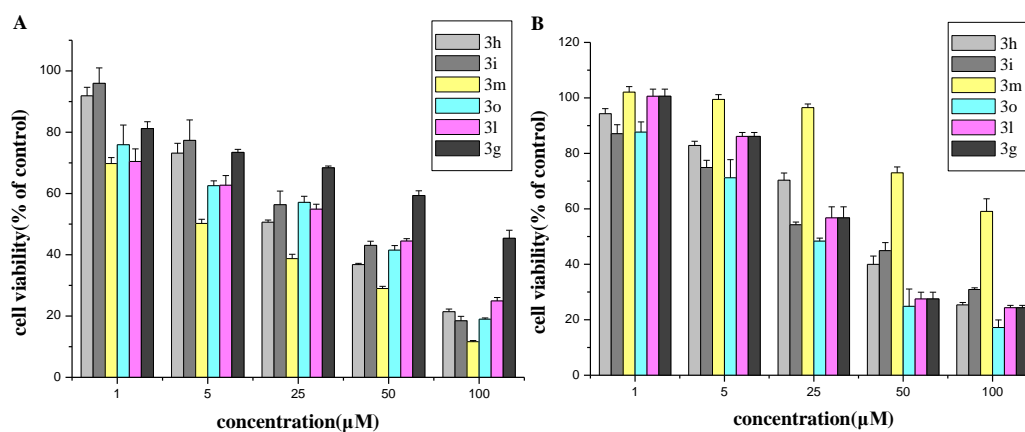 A
cell viability(% of control)
100
80
60
40
20
0
3h
3i
3m
3o
3l
3g
1 5 25 50 100
concentration(μM)
B
cell viability(% of control)
120
100
80
60
40
20
0
3h
3i
3m
3o
3l
3g
1 5 25 50 100
concentration(μM)